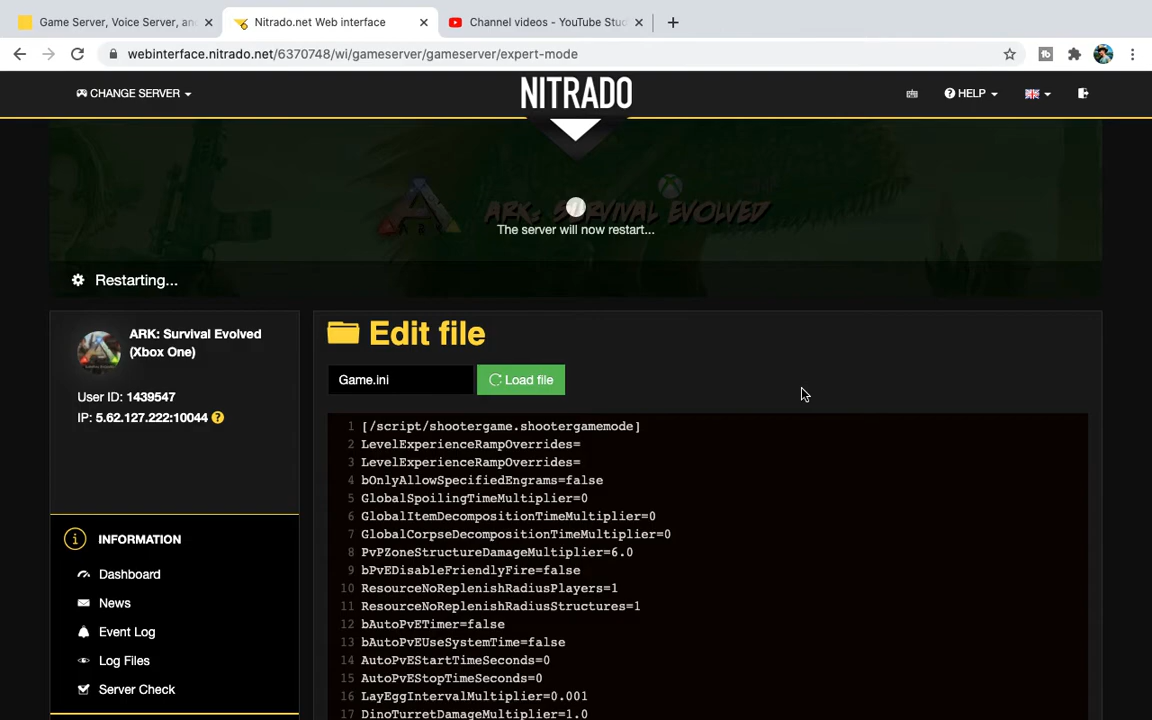 Game Server, Voice Server, an
Nitrado.net Web interface
Channel videos - YouTube Stud
webinterface.nitrado.net/6370748/wi/gameserver/gameserver/expert-mode
CHANGE SERVER
NITRADO
HELP
ARK: SURVIVAL EVOLVED
The server will now restart...
Restarting...
ARK: Survival Evolved
(Xbox One)
User ID: 1439547
IP: 5.62.127.222:10044
INFORMATION
Dashboard
News
Event Log
Log Files
Server Check
Edit file
Game.ini
Load file
1 [/script/shootergame.shootergamemode]
2 LevelExperienceRampOverrides=
3 LevelExperienceRampOverrides=
4 bOnlyAllowSpecifiedEngrams=false
5 GlobalSpoilingTimeMultiplier=0
6 GlobalItemDecompositionTimeMultiplier=0
7 GlobalCorpseDecompositionTimeMultiplier=0
8 PvPZoneStructureDamageMultiplier=6.0
9 bPvEDisableFriendlyFire=false
10 ResourceNoReplenishRadiusPlayers=1
11 ResourceNoReplenishRadiusStructures=1
12 bAutoPvETimer=false
13 bAutoPvEUseSystemTime=false
14 AutoPvEStartTimeSeconds=0
15 AutoPvEStopTimeSeconds=0
16 LayEggIntervalMultiplier=0.001
17 DinoTurretDamageMultiplier=1.0